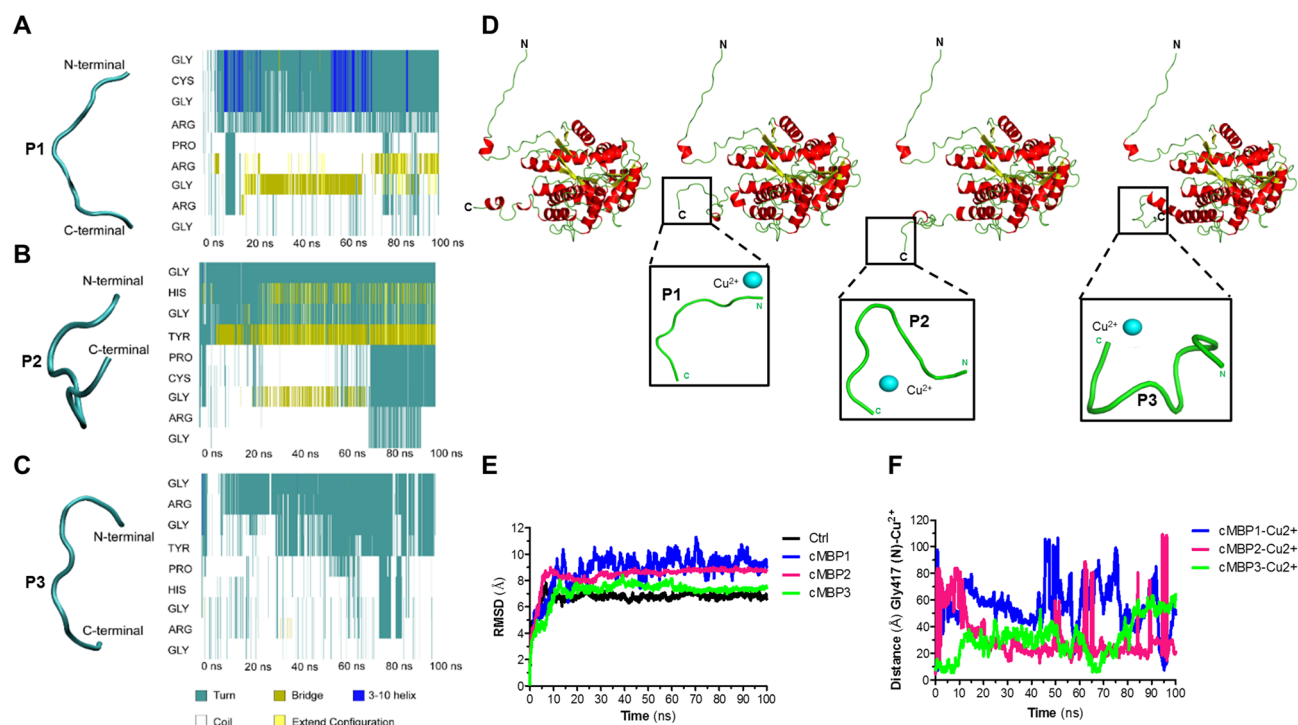 A
P1
N-terminal
C-terminal
GLY
CYS
GLY
ARG
PRO
ARG
GLY
ARG
GLY
0 ns 20 ns 40 ns 60 ns 80 ns 100 ns
B
P2
N-terminal
C-terminal
GLY
HIS
GLY
TYR
PRO
CYS
GLY
ARG
GLY
0 ns 20 ns 40 ns 60 ns 80 ns 100 ns
C
P3
N-terminal
C-terminal
GLY
ARG
GLY
TYR
PRO
HIS
GLY
ARG
GLY
0 ns 20 ns 40 ns 60 ns 80 ns 100 ns
Turn Bridge 3-10 helix
Coil Extend Configuration
D
N N N N
C C C C
P1 Cu²⁺ N C
P2 Cu²⁺ N C
P3 Cu²⁺ C N
E
RMSD (Å)
12
11
10
9
8
7
6
5
4
3
2
1
0
0 10 20 30 40 50 60 70 80 90 100
Time (ns)
Ctrl
cMBP1
cMBP2
cMBP3
F
Distance (Å) Gly417 (N)-Cu²⁺
120
100
80
60
40
20
0
0 10 20 30 40 50 60 70 80 90 100
Time (ns)
cMBP1-Cu2+
cMBP2-Cu2+
cMBP3-Cu2+